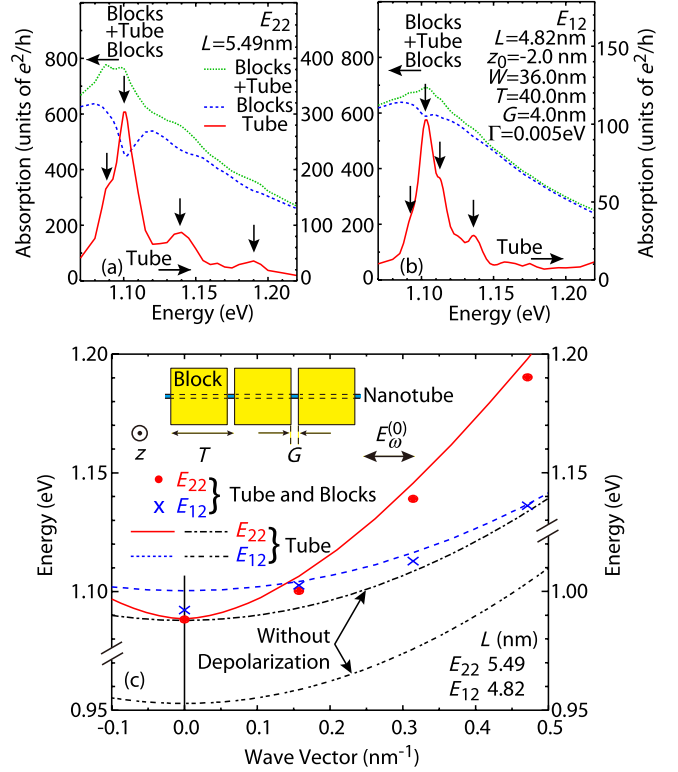 Blocks
+Tube
Blocks
E22
L=5.49nm
Blocks
+Tube
Blocks
Tube
Absorption (units of e²/h)
800
600
400
200
0
400
300
200
100
0
(a)
Tube
1.10
1.15
1.20
Energy (eV)
Blocks
+Tube
Blocks
E12
L=4.82nm
z0=-2.0 nm
W=36.0nm
T=40.0nm
G=4.0nm
Γ=0.005eV
800
600
400
200
0
150
100
50
0
Absorption (units of e²/h)
(b)
Tube
1.10
1.15
1.20
Energy (eV)
1.20
1.15
1.10
0.95
Energy (eV)
Block
Nanotube
z
T
G
Eω(0)
E22
× E12
} Tube and Blocks
E22
E12
} Tube
Without
Depolarization
L (nm)
E22 5.49
E12 4.82
(c)
1.20
1.10
1.00
0.95
Energy (eV)
-0.1
0.0
0.1
0.2
0.3
0.4
0.5
Wave Vector (nm-1)